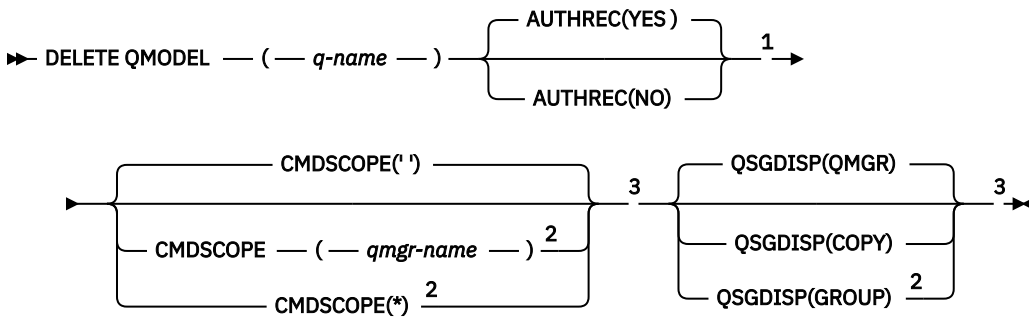 AUTHREC(YES )
DELETE QMODEL ( q-name ) 1
AUTHREC(NO)
CMDSCOPE(' ') QSGDISP(QMGR)
3 3
CMDSCOPE ( qmgr-name ) 2 QSGDISP(COPY)
CMDSCOPE(*) 2 QSGDISP(GROUP) 2